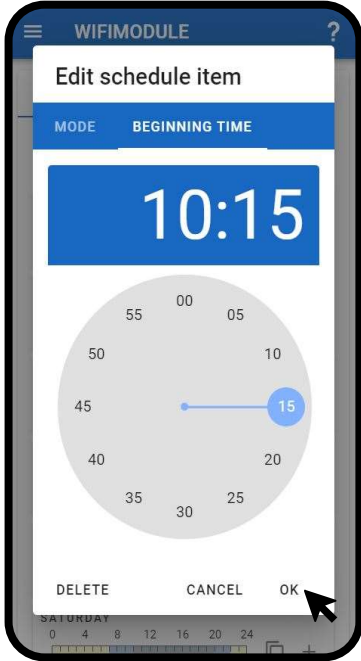 WIFIMODULE ?
Edit schedule item
MODE BEGINNING TIME
10:15
00
55 05
50 10
45 15
40 20
35 25
30
DELETE CANCEL OK
SATURDAY
0 4 8 12 16 20 24